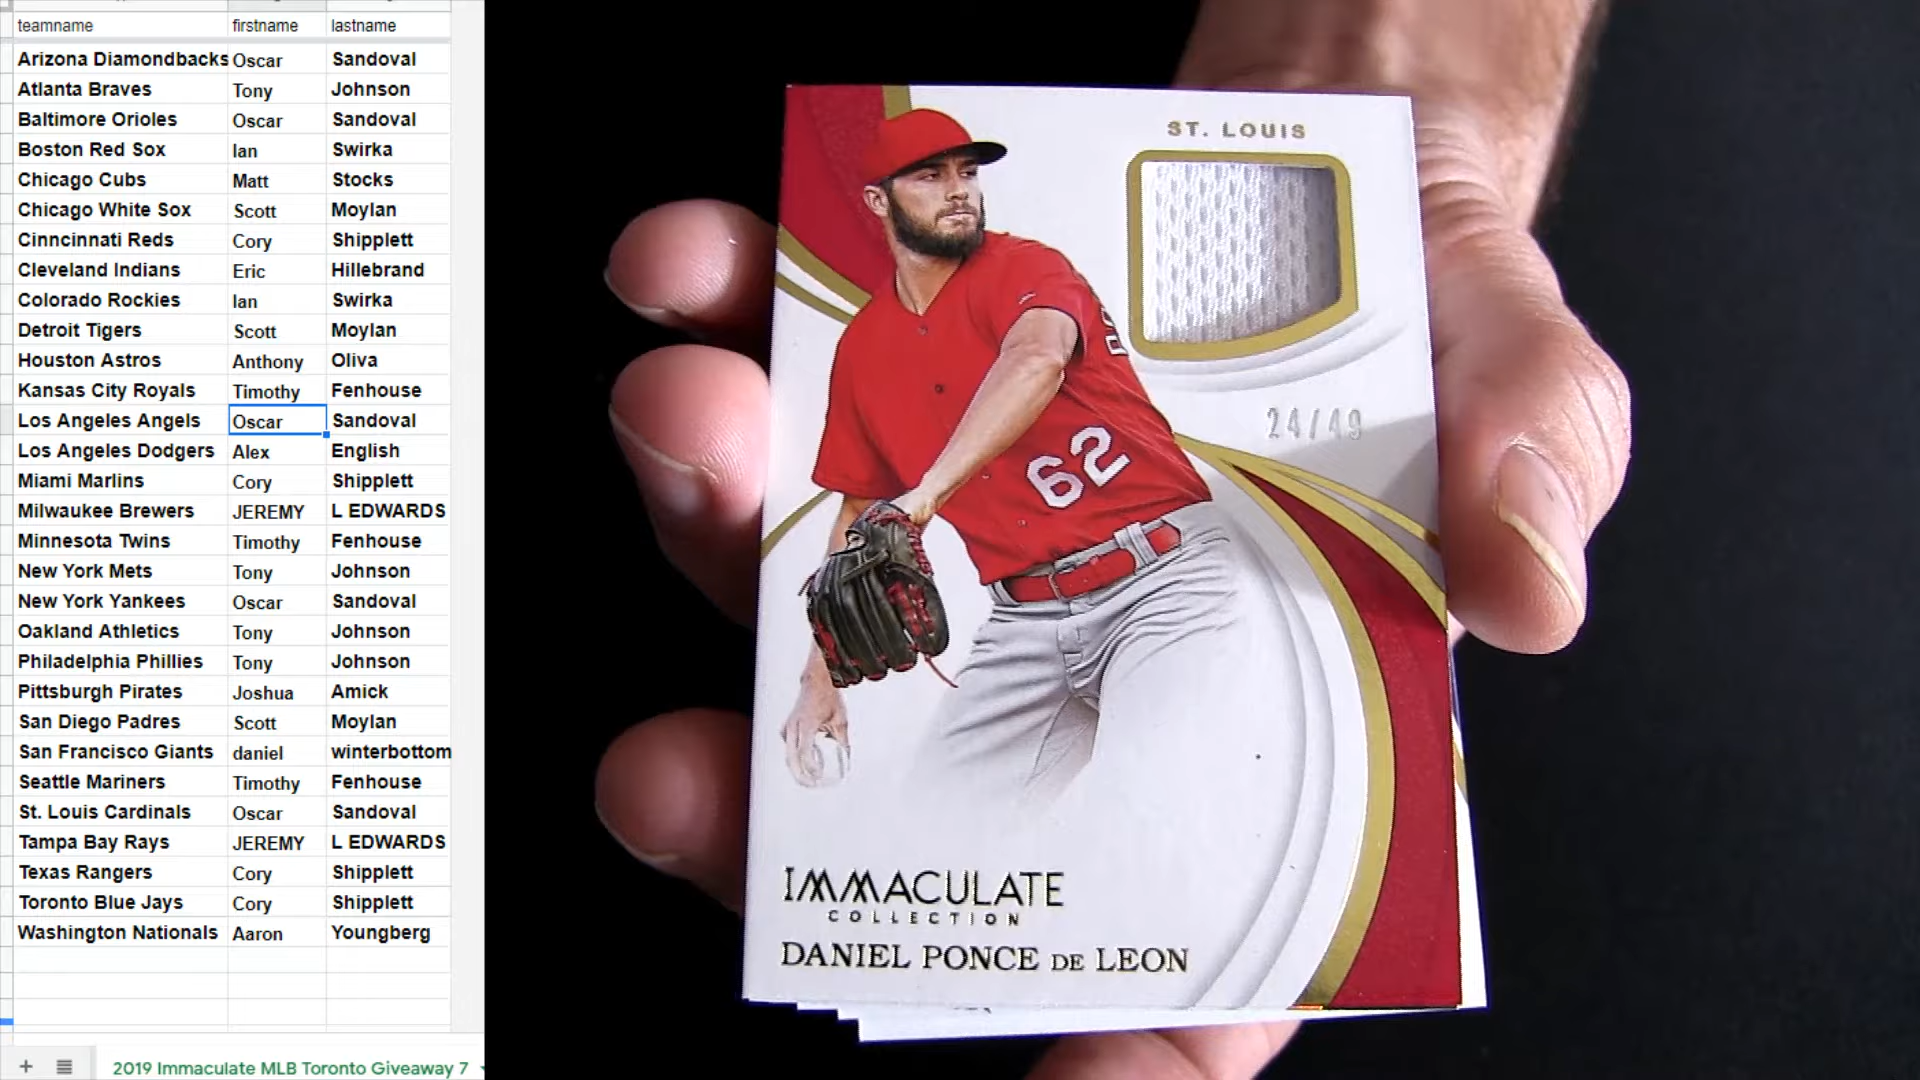 teamname firstname lastname
Arizona Diamondbacks Oscar Sandoval
Atlanta Braves Tony Johnson
Baltimore Orioles Oscar Sandoval
Boston Red Sox Ian Swirka
Chicago Cubs Matt Stocks
Chicago White Sox Scott Moylan
Cinncinnati Reds Cory Shipplett
Cleveland Indians Eric Hillebrand
Colorado Rockies Ian Swirka
Detroit Tigers Scott Moylan
Houston Astros Anthony Oliva
Kansas City Royals Timothy Fenhouse
Los Angeles Angels Oscar Sandoval
Los Angeles Dodgers Alex English
Miami Marlins Cory Shipplett
Milwaukee Brewers JEREMY L EDWARDS
Minnesota Twins Timothy Fenhouse
New York Mets Tony Johnson
New York Yankees Oscar Sandoval
Oakland Athletics Tony Johnson
Philadelphia Phillies Tony Johnson
Pittsburgh Pirates Joshua Amick
San Diego Padres Scott Moylan
San Francisco Giants daniel winterbottom
Seattle Mariners Timothy Fenhouse
St. Louis Cardinals Oscar Sandoval
Tampa Bay Rays JEREMY L EDWARDS
Texas Rangers Cory Shipplett
Toronto Blue Jays Cory Shipplett
Washington Nationals Aaron Youngberg
2019 Immaculate MLB Toronto Giveaway 7
ST. LOUIS
24/49
62
IMMACULATE
COLLECTION
DANIEL PONCE DE LEON